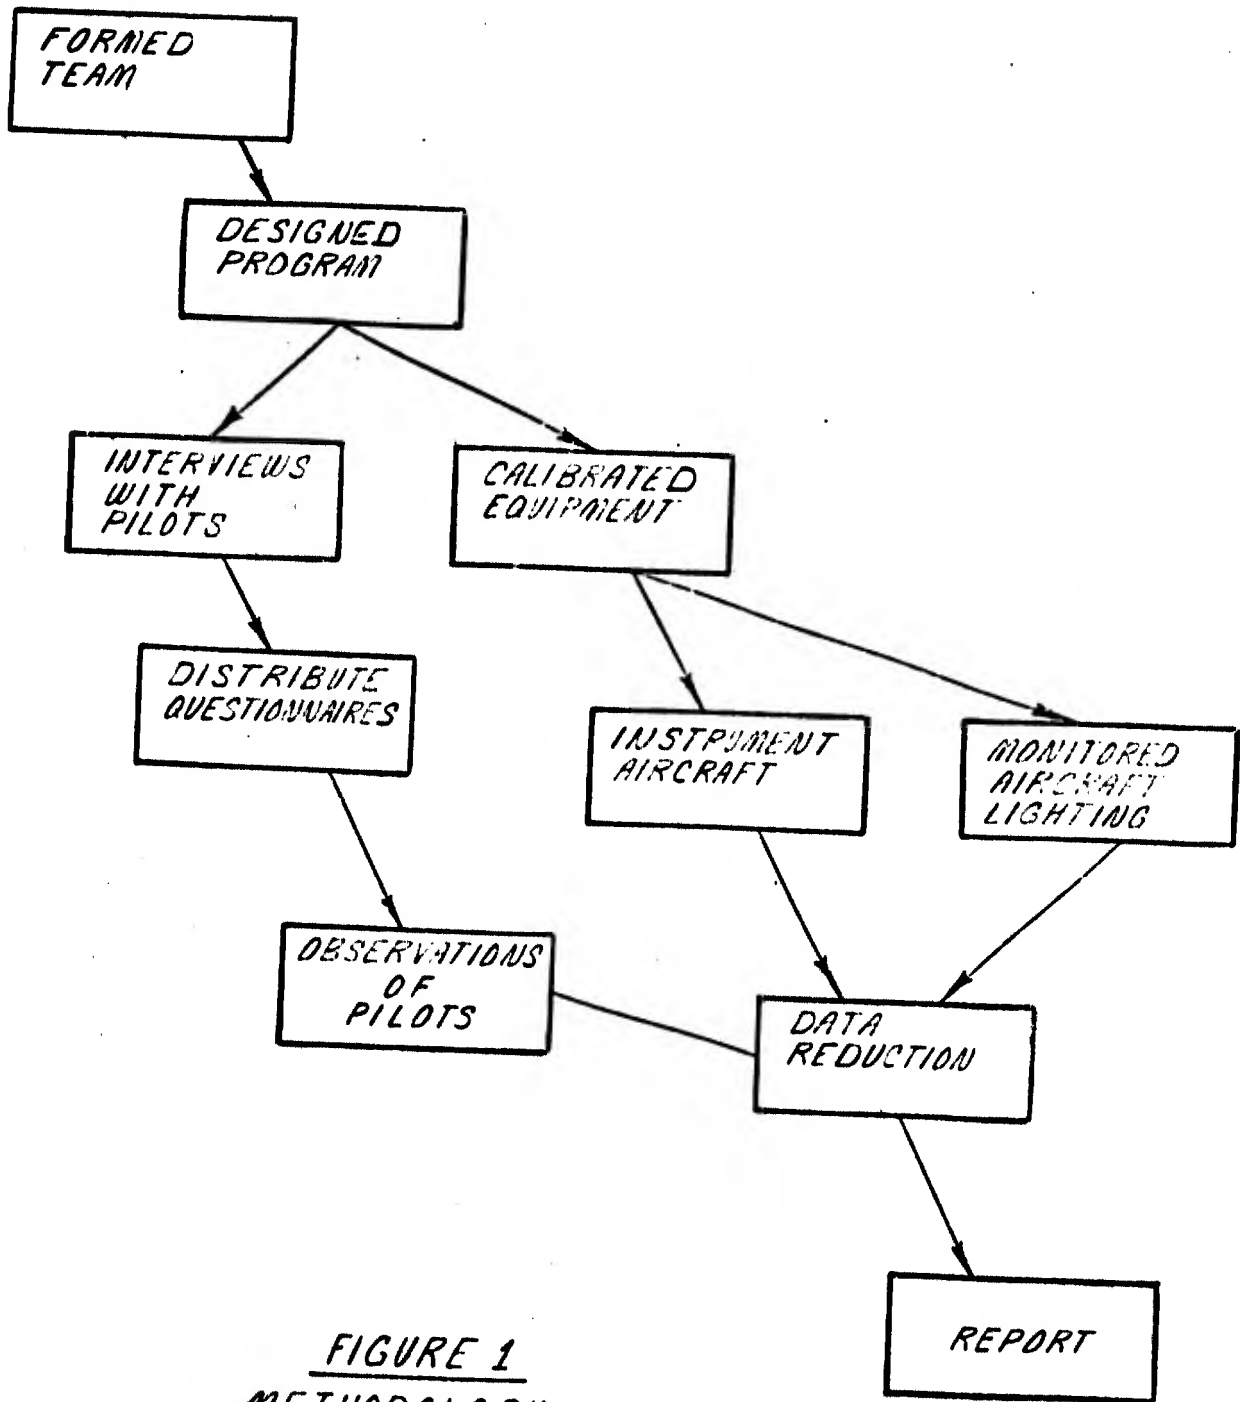 FORMED
TEAM
DESIGNED
PROGRAM
INTERVIEWS
WITH
PILOTS
CALIBRATED
EQUIPMENT
DISTRIBUTE
QUESTIONNAIRES
INSTRUMENT
AIRCRAFT
MONITORED
AIRCRAFT
LIGHTING
OBSERVATIONS
OF
PILOTS
DATA
REDUCTION
REPORT
FIGURE 1
METHODOLOGY